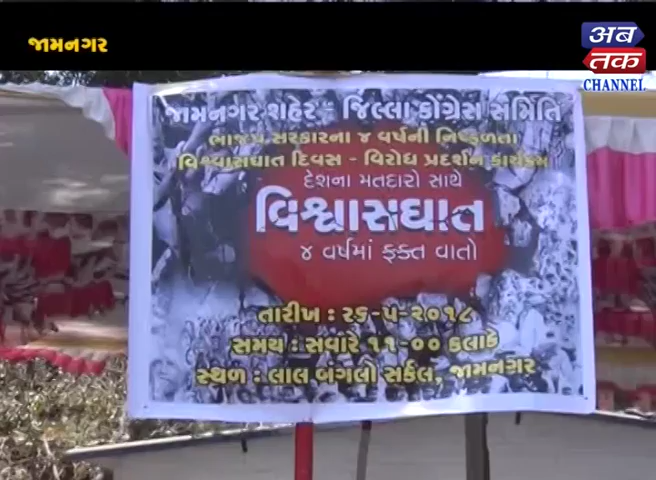 જામનગર
अब
तक
CHANNEL
જામનગર શહેર - જિલ્લા કોંગ્રેસ સમિતિ
ભાજપ સરકારના ૪ વર્ષની નિષ્ફળતા
વિશ્વાસઘાત દિવસ - વિરોધ પ્રદર્શન કાર્યક્રમ
દેશના મતદારો સાથે
વિશ્વાસઘાત
૪ વર્ષમાં ફક્ત વાતો
તારીખ : ૨૬-૫-૨૦૧૮
સમય : સવારે ૧૧-૦૦ કલાકે
સ્થળ : લાલ બંગલો સર્કલ, જામનગર